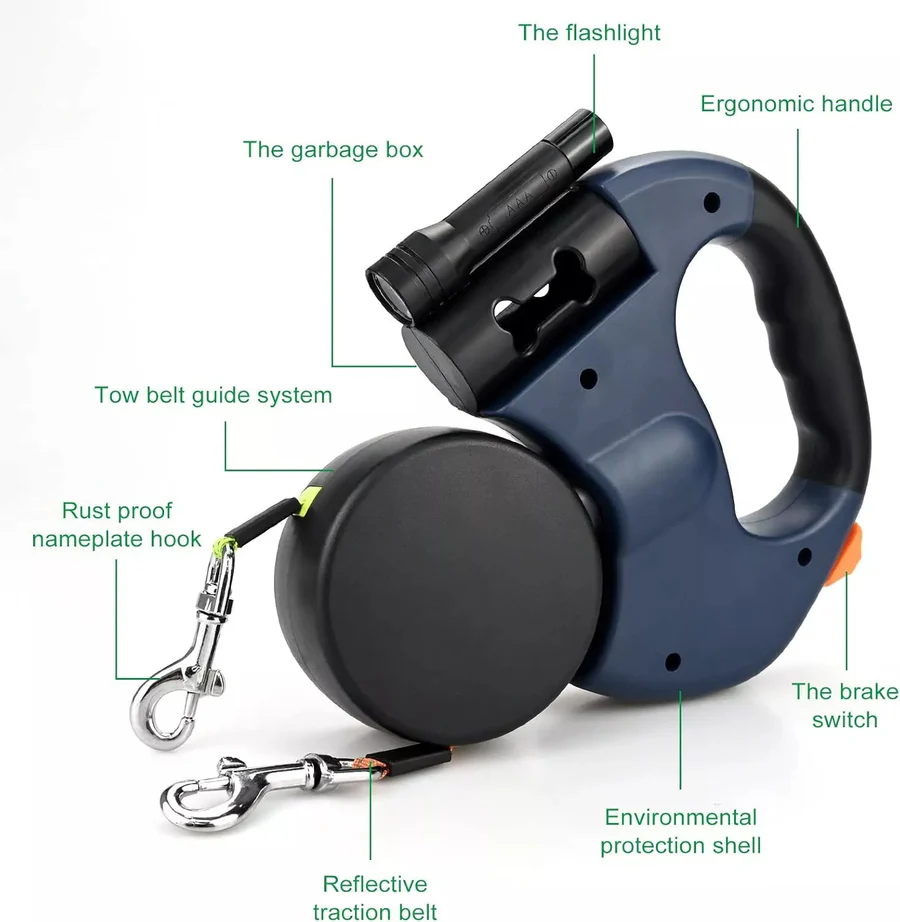 The flashlight
Ergonomic handle
The garbage box
AAA
Tow belt guide system
Rust proof
nameplate hook
The brake
switch
Environmental
protection shell
Reflective
traction belt